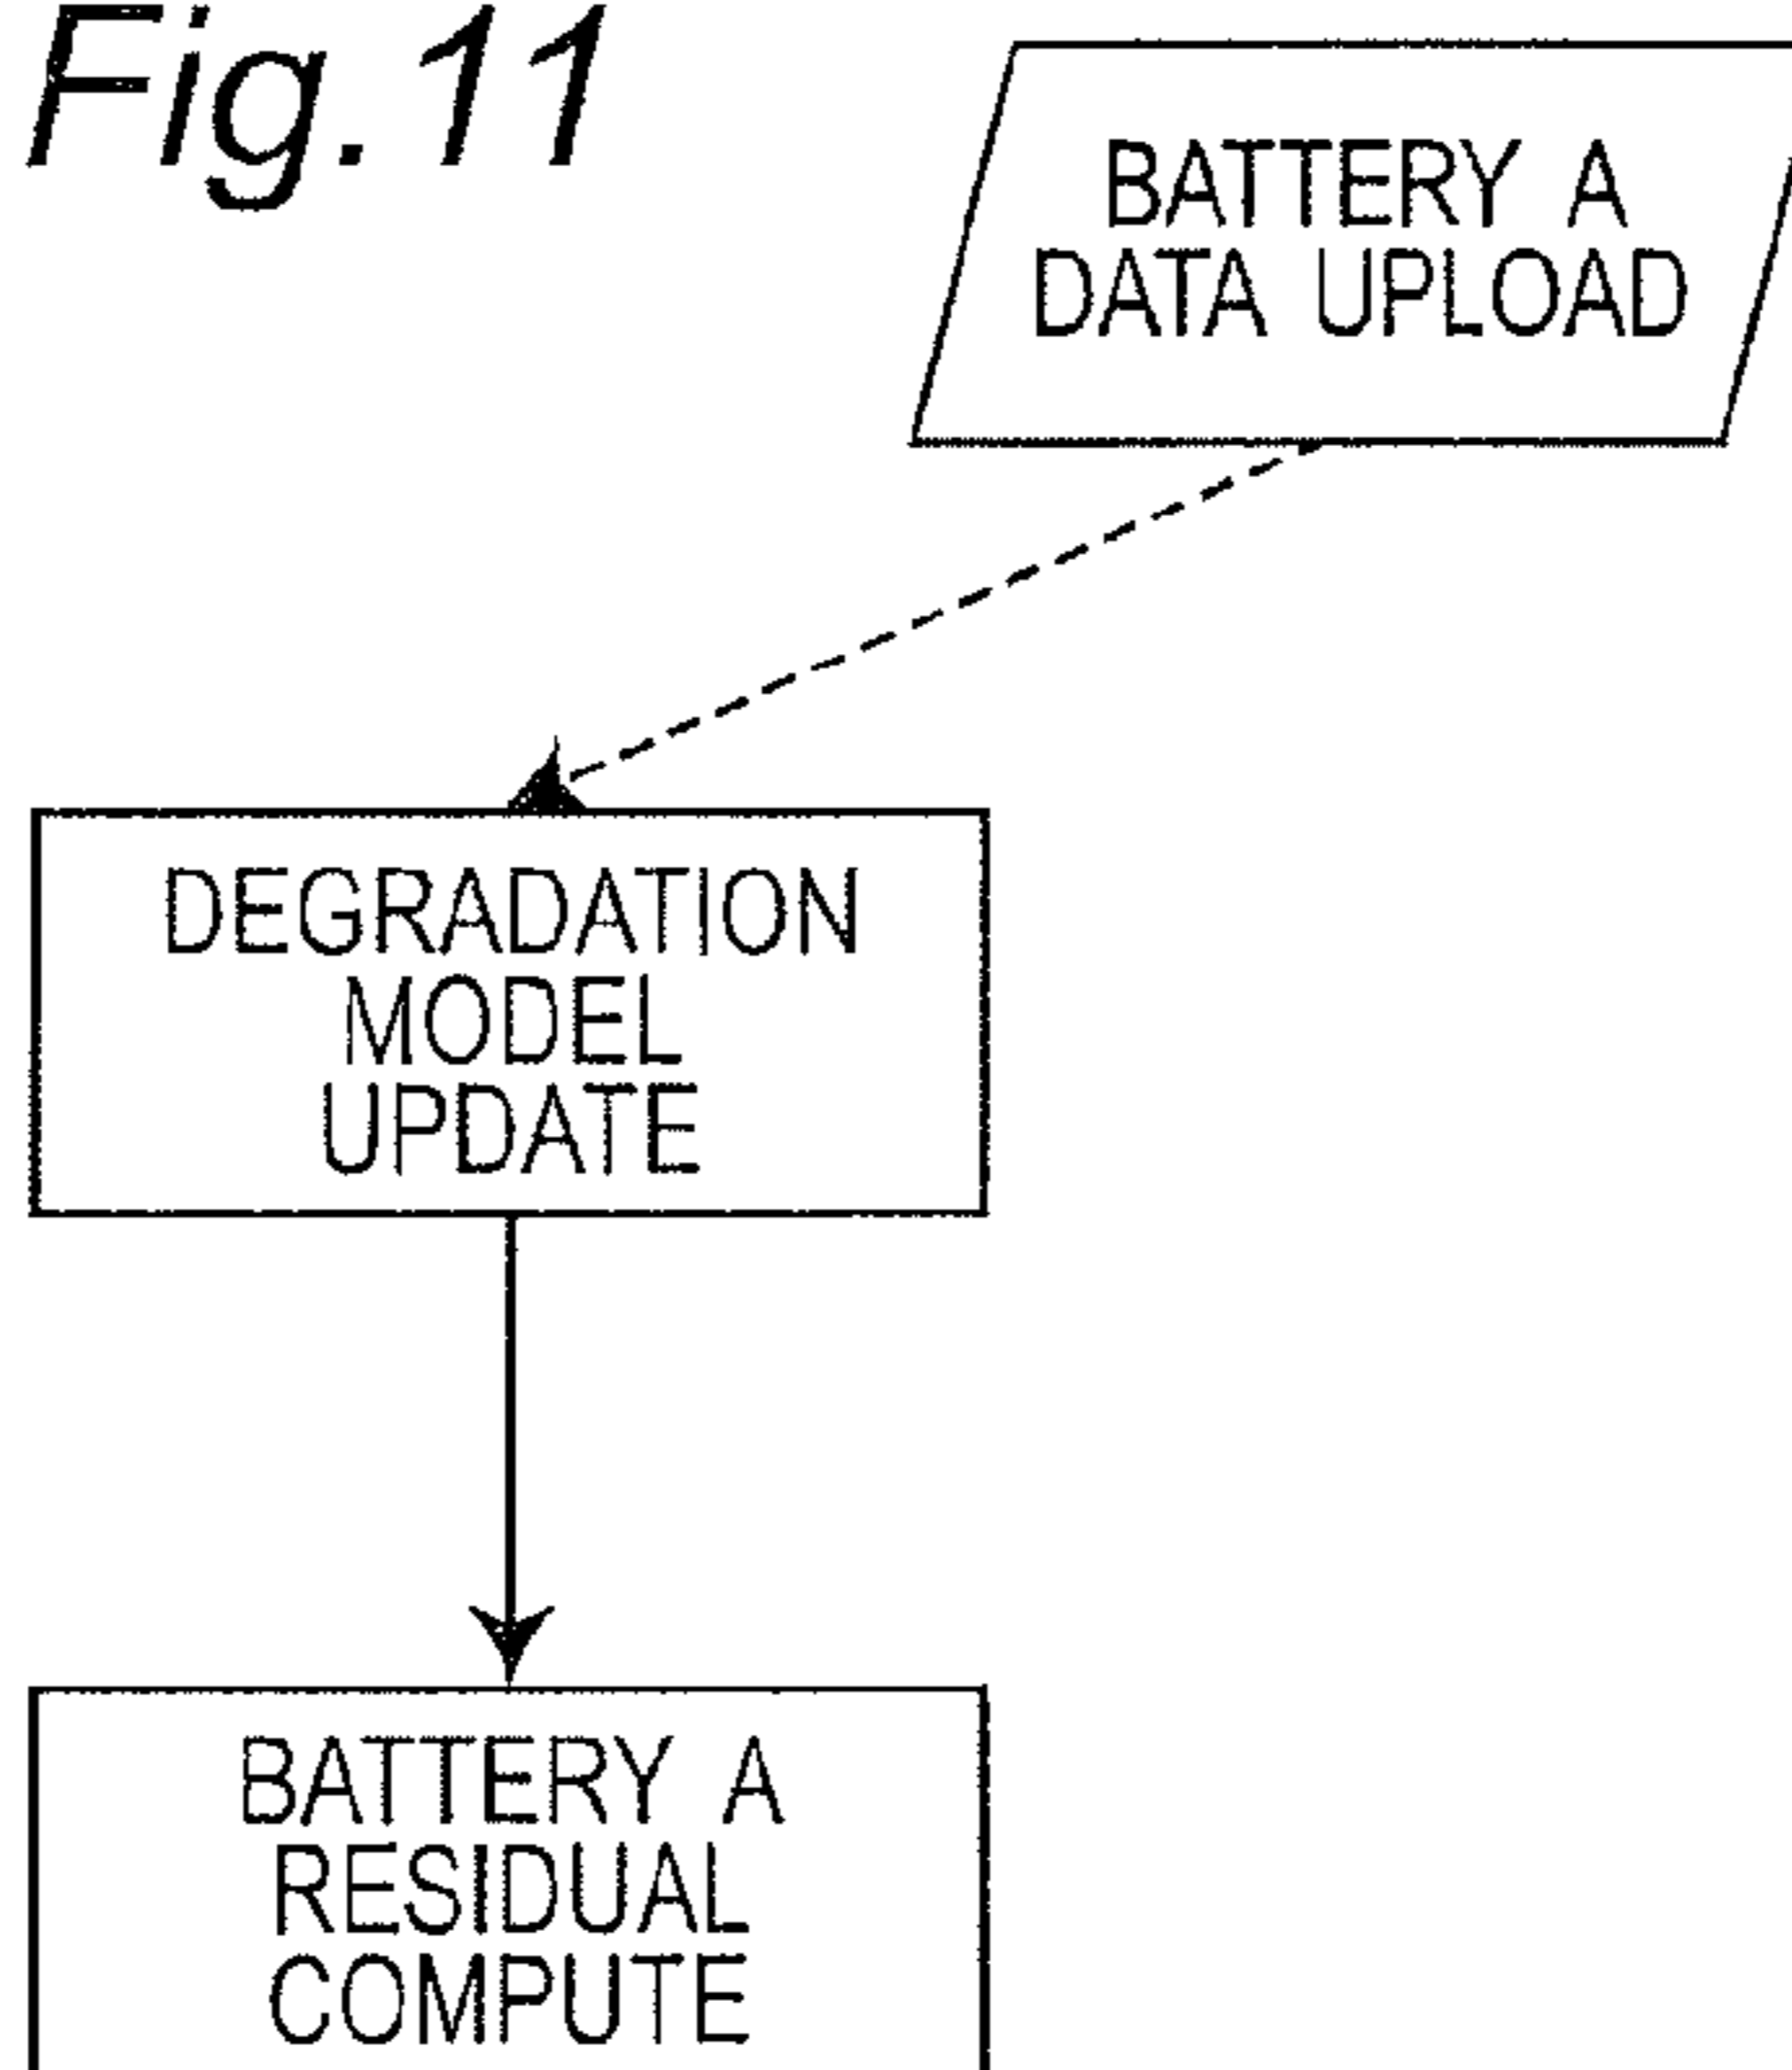 Fig.11
BATTERY A
DATA UPLOAD
DEGRADATION
MODEL
UPDATE
BATTERY A
RESIDUAL
COMPUTE